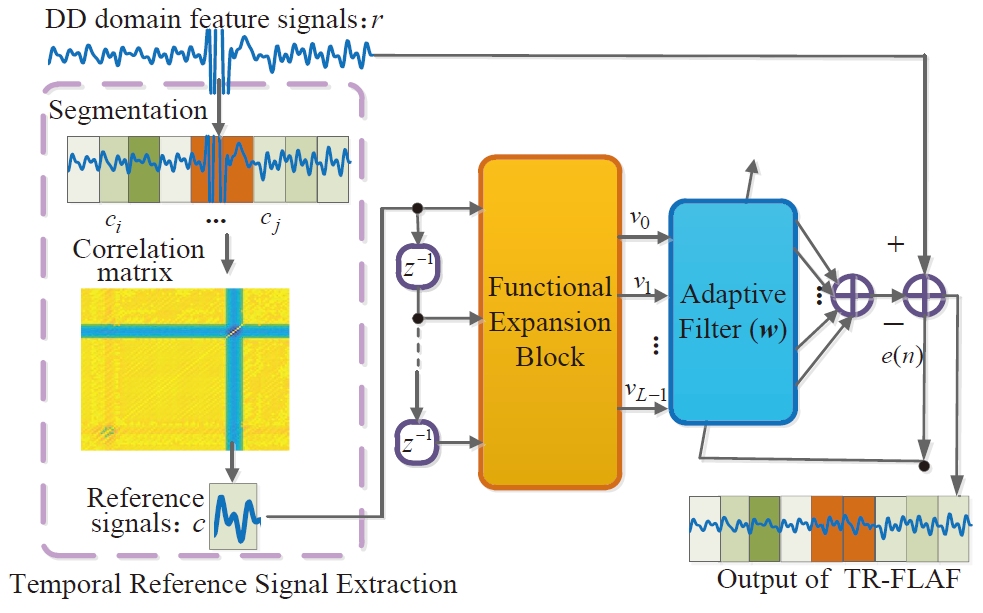 DD domain feature signals: r
Segmentation
c_i ... c_j
Correlation
matrix
Reference
signals: c
Temporal Reference Signal Extraction
z^{-1}
z^{-1}
Functional
Expansion
Block
v_0
v_1
⋮
v_{L-1}
Adaptive
Filter (w)
⋮
+
−
e(n)
Output of TR-FLAF